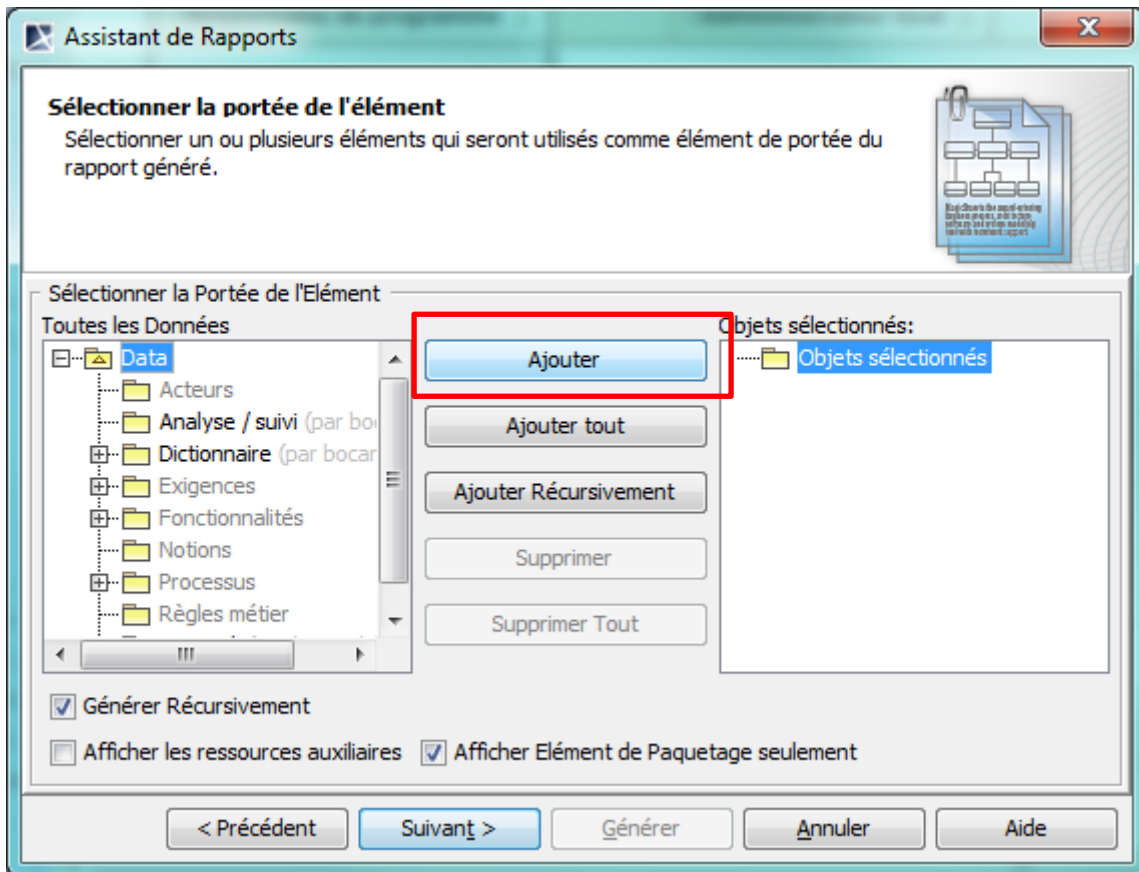 Assistant de Rapports
Sélectionner la portée de l'élément
Sélectionner un ou plusieurs éléments qui seront utilisés comme élément de portée du
rapport généré.
Sélectionner la Portée de l'Elément
Toutes les Données
Objets sélectionnés:
Data
Ajouter
Objets sélectionnés
Acteurs
Analyse / suivi (par bo
Ajouter tout
Dictionnaire (par bocar
Exigences
Ajouter Récursivement
Fonctionnalités
Notions
Supprimer
Processus
Règles métier
Supprimer Tout
Générer Récursivement
Afficher les ressources auxiliaires
Afficher Elément de Paquetage seulement
< Précédent
Suivant >
Générer
Annuler
Aide